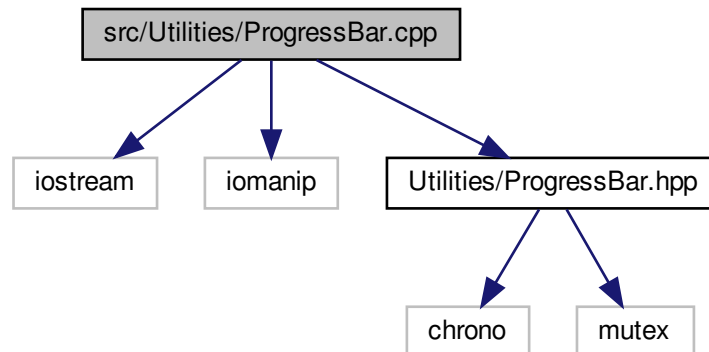 src/Utilities/ProgressBar.cpp
iostream
iomanip
Utilities/ProgressBar.hpp
chrono
mutex